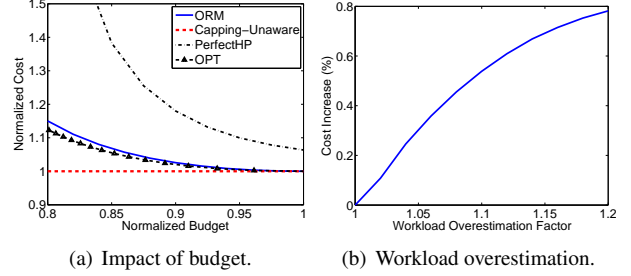 1.5
1.4
1.3
1.2
1.1
1
0.9
Normalized Cost
0.8
0.85
0.9
0.95
1
Normalized Budget
ORM
Capping−Unaware
PerfectHP
OPT
(a) Impact of budget.
0.8
0.6
0.4
0.2
0
Cost Increase (%)
1
1.05
1.1
1.15
1.2
Workload Overestimation Factor
(b) Workload overestimation.